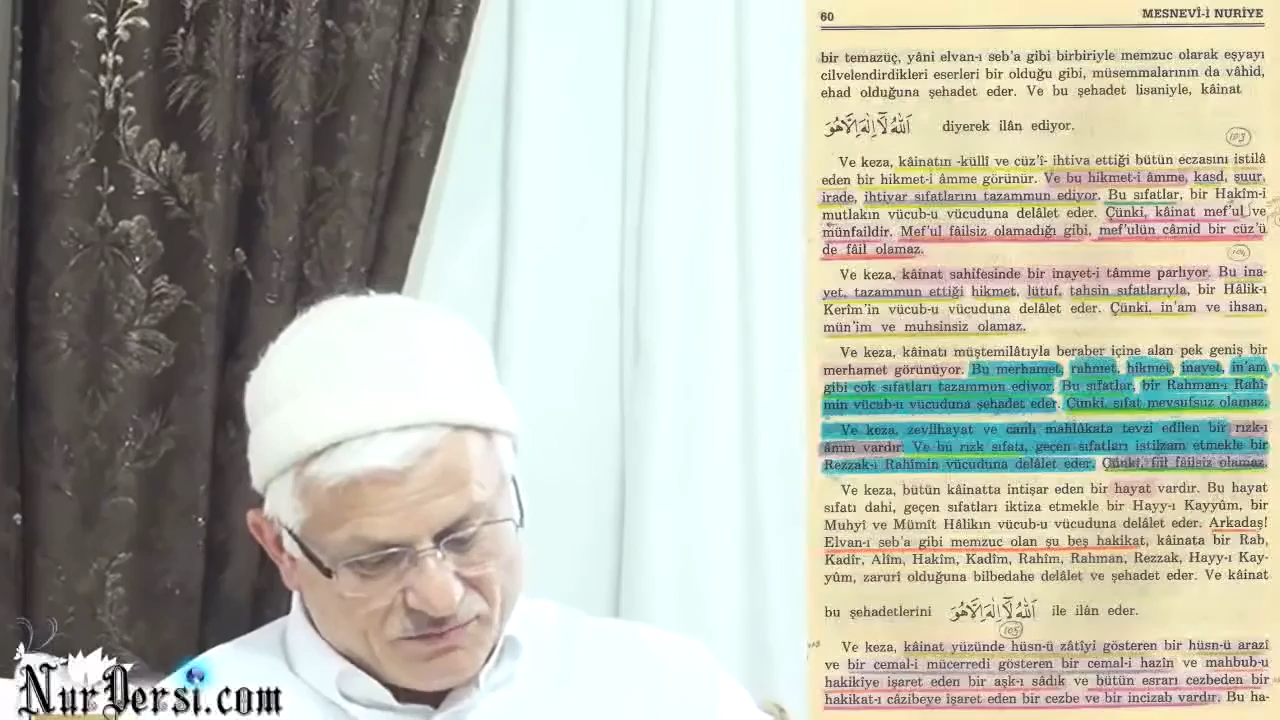 60 MESNEVÎ-İ NURİYE
bir temazüç, yâni elvan-ı seb'a gibi birbiriyle memzuc olarak eşyayı
cilvelendirdikleri eserleri bir olduğu gibi, müsemmalarının da vâhid,
ehad olduğuna şehadet eder. Ve bu şehadet lisaniyle, kâinat
اَللّٰهُ لَا اِلٰهَ اِلَّا هُوَ diyerek ilân ediyor.
103
Ve keza, kâinatın -küllî ve cüz'î- ihtiva ettiği bütün eczasını istilâ
eden bir hikmet-i âmme görünür. Ve bu hikmet-i âmme, kasd, şuur,
irade, ihtiyar sıfatlarını tazammun ediyor. Bu sıfatlar, bir Hakîm-i
mutlakın vücub-u vücuduna delâlet eder. Çünki, kâinat mef'ul ve
münfaildir. Mef'ul fâilsiz olamadığı gibi, mef'ulün câmid bir cüz'ü
de fâil olamaz.
104
Ve keza, kâinat sahifesinde bir inayet-i tâmme parlıyor. Bu ina-
yet, tazammun ettiği hikmet, lütuf, tahsin sıfatlarıyla, bir Hâlik-ı
Kerîm'in vücub-u vücuduna delâlet eder. Çünki, in'am ve ihsan,
mün'im ve muhsinsiz olamaz.
Ve keza, kâinatı müştemilâtıyla beraber içine alan pek geniş bir
merhamet görünüyor. Bu merhamet, rahmet, hikmet, inayet, in'am
gibi çok sıfatları tazammun ediyor. Bu sıfatlar, bir Rahman-ı Rahî-
min vücub-u vücuduna şehadet eder. Çünki, sıfat mevsufsuz olamaz.
Ve keza, zevilhayat ve canlı mahlûkata tevzi edilen bir rızk-ı
âmm vardır. Ve bu rızk sıfatı, geçen sıfatları istilzam etmekle bir
Rezzak-ı Rahîmin vücuduna delâlet eder. Çünki, fiil fâilsiz olamaz.
Ve keza, bütün kâinatta intişar eden bir hayat vardır. Bu hayat
sıfatı dahi, geçen sıfatları iktiza etmekle bir Hayy-ı Kayyûm, bir
Muhyî ve Mümît Hâlikın vücub-u vücuduna delâlet eder. Arkadaş!
Elvan-ı seb'a gibi memzuc olan şu beş hakikat, kâinata bir Rab,
Kadîr, Alîm, Hakîm, Kadîm, Rahîm, Rahman, Rezzak, Hayy-ı Kay-
yûm, zarurî olduğuna bilbedahe delâlet ve şehadet eder. Ve kâinat
bu şehadetlerini اَللّٰهُ لَا اِلٰهَ اِلَّا هُوَ ile ilân eder.
105
Ve keza, kâinat yüzünde hüsn-ü zâtîyi gösteren bir hüsn-ü arazî
ve bir cemal-i mücerredi gösteren bir cemal-i hazîn ve mahbub-u
hakikîye işaret eden bir aşk-ı sâdık ve bütün esrarı cezbeden bir
hakikat-ı câzibeye işaret eden bir cezbe ve bir incizab vardır. Bu ha-
NurDersi.com